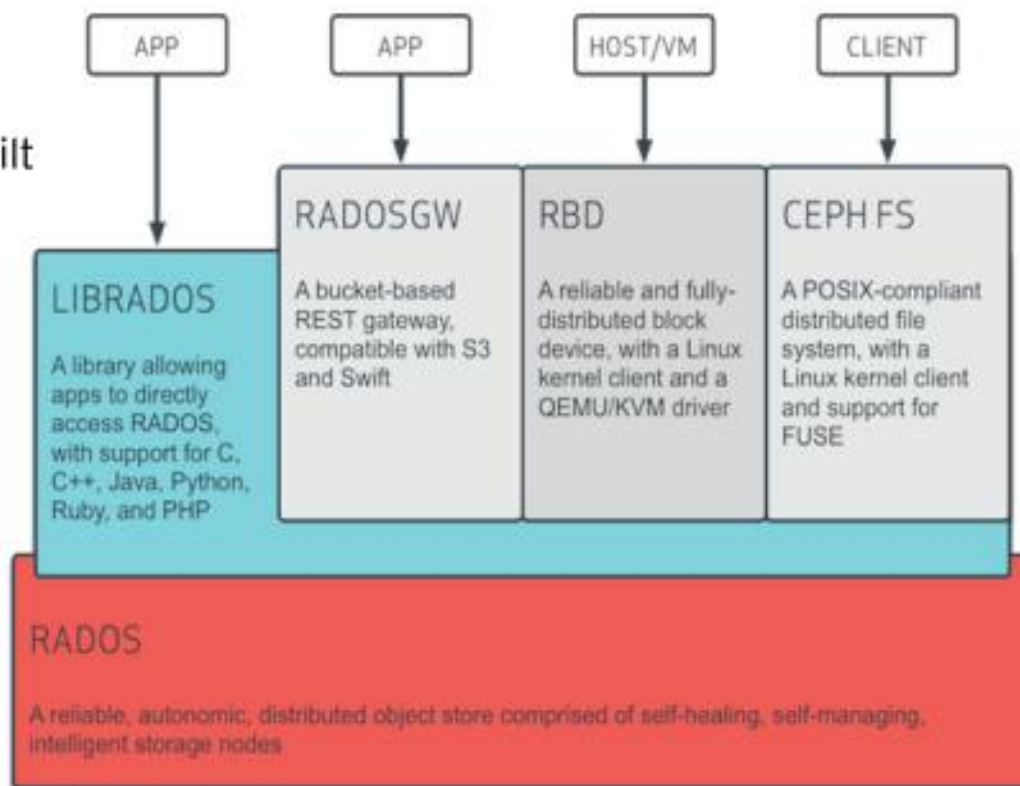 APP
APP
HOST/VM
CLIENT
ilt
RADOSGW
A bucket-based
REST gateway,
compatible with S3
and Swift
RBD
A reliable and fully-
distributed block
device, with a Linux
kernel client and a
QEMU/KVM driver
CEPH FS
A POSIX-compliant
distributed file
system, with a
Linux kernel client
and support for
FUSE
LIBRADOS
A library allowing
apps to directly
access RADOS,
with support for C,
C++, Java, Python,
Ruby, and PHP
RADOS
A reliable, autonomic, distributed object store comprised of self-healing, self-managing,
intelligent storage nodes